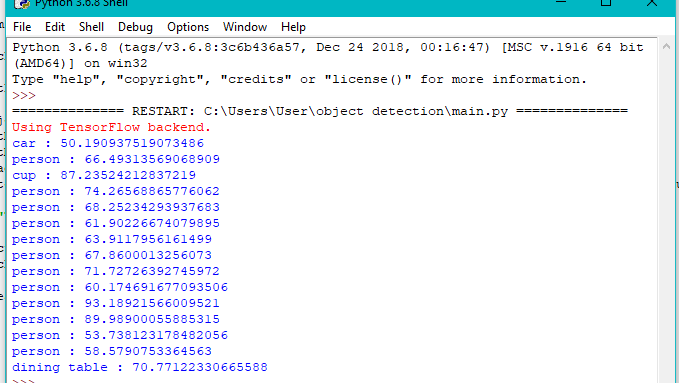 Python 3.6.8 Shell
File Edit Shell Debug Options Window Help
Python 3.6.8 (tags/v3.6.8:3c6b436a57, Dec 24 2018, 00:16:47) [MSC v.1916 64 bit
(AMD64)] on win32
Type "help", "copyright", "credits" or "license()" for more information.
>>>
============== RESTART: C:\Users\User\object detection\main.py ==============
Using TensorFlow backend.
car : 50.190937519073486
person : 66.49313569068909
cup : 87.23524212837219
person : 74.26568865776062
person : 68.25234293937683
person : 61.90226674079895
person : 63.9117956161499
person : 67.8600013256073
person : 71.72726392745972
person : 60.174691677093506
person : 93.18921566009521
person : 89.98900055885315
person : 53.738123178482056
person : 58.5790753364563
dining table : 70.77122330665588
>>>